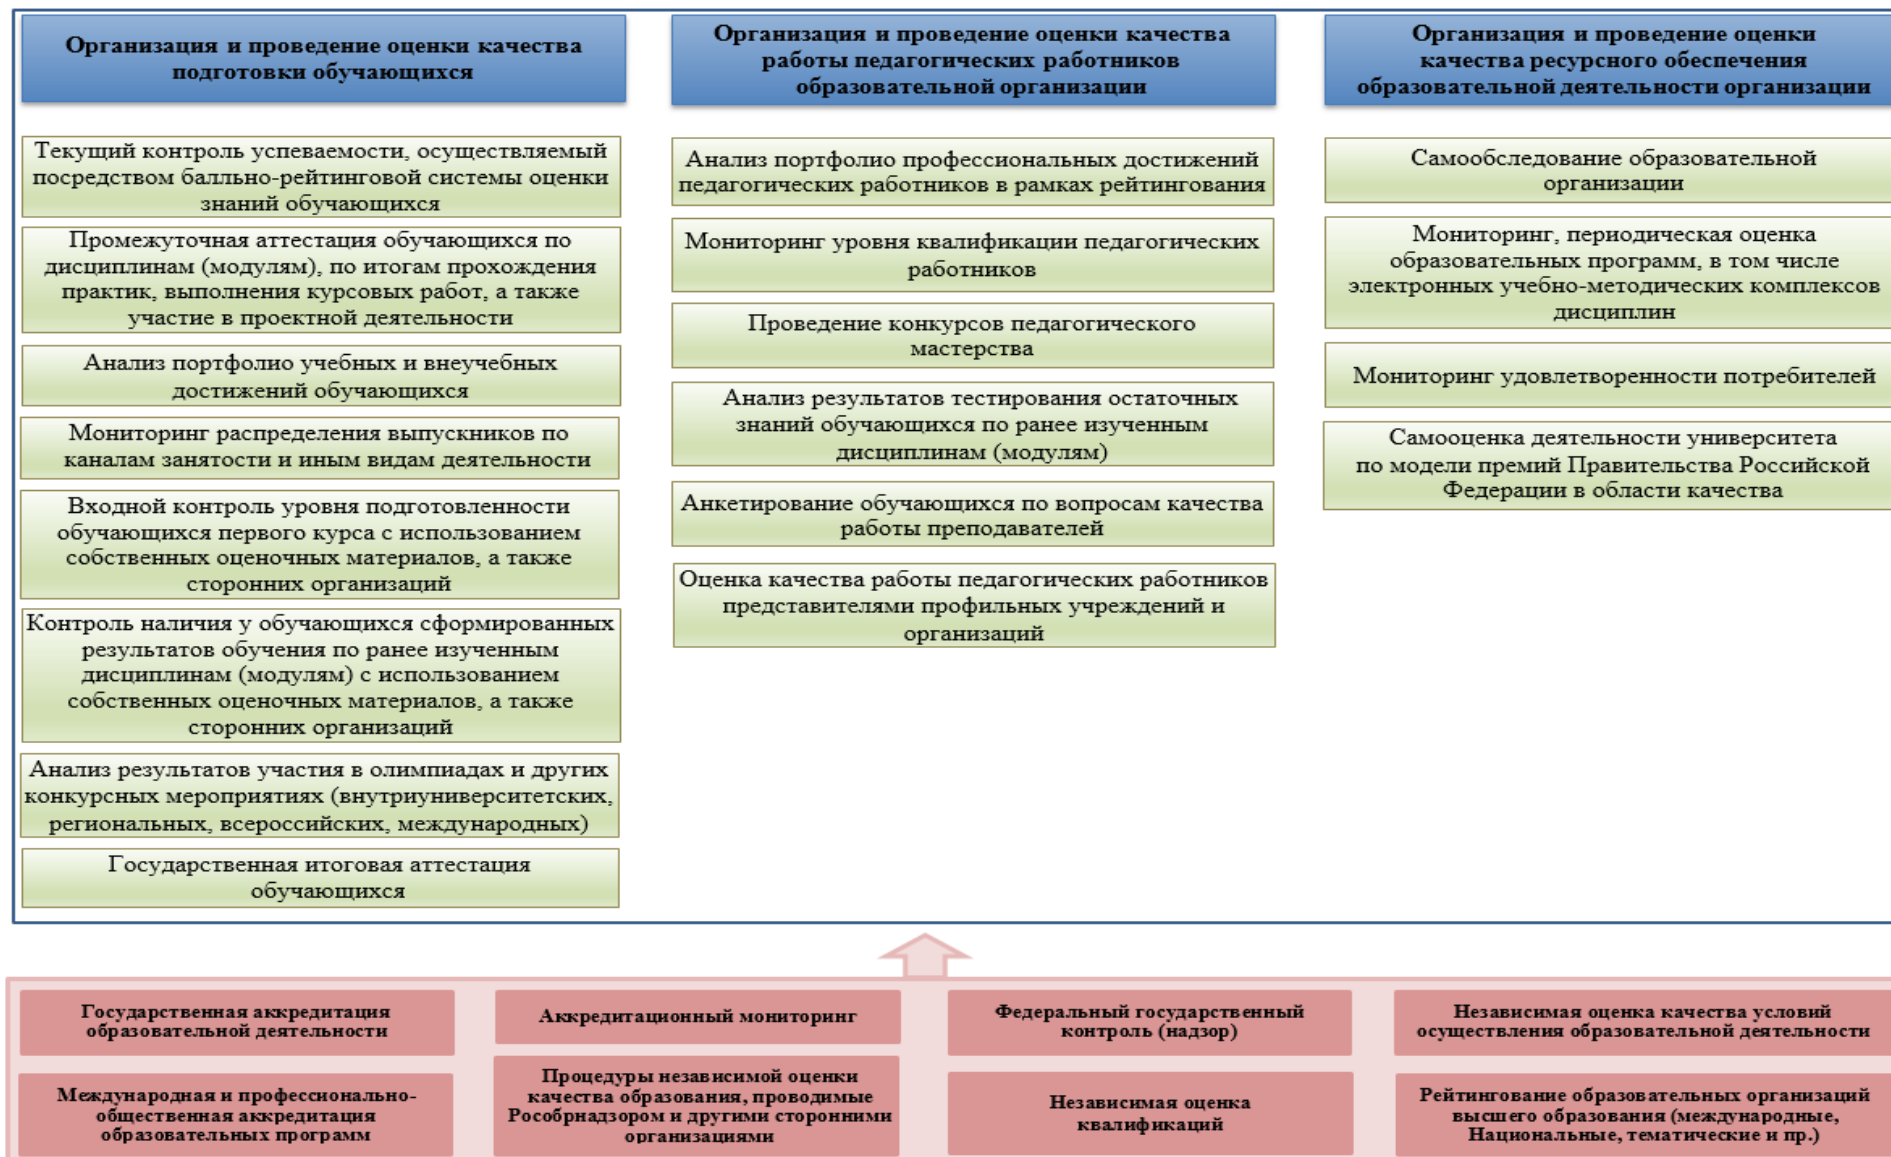 Организация и проведение оценки качества
подготовки обучающихся
Текущий контроль успеваемости, осуществляемый
посредством балльно-рейтинговой системы оценки
знаний обучающихся
Промежуточная аттестация обучающихся по
дисциплинам (модулям), по итогам прохождения
практик, выполнения курсовых работ, а также
участие в проектной деятельности
Анализ портфолио учебных и внеучебных
достижений обучающихся
Мониторинг распределения выпускников по
каналам занятости и иным видам деятельности
Входной контроль уровня подготовленности
обучающихся первого курса с использованием
собственных оценочных материалов, а также
сторонних организаций
Контроль наличия у обучающихся сформированных
результатов обучения по ранее изученным
дисциплинам (модулям) с использованием
собственных оценочных материалов, а также
сторонних организаций
Анализ результатов участия в олимпиадах и других
конкурсных мероприятиях (внутриуниверситетских,
региональных, всероссийских, международных)
Государственная итоговая аттестация
обучающихся
Организация и проведение оценки качества
работы педагогических работников
образовательной организации
Анализ портфолио профессиональных достижений
педагогических работников в рамках рейтингования
Мониторинг уровня квалификации педагогических
работников
Проведение конкурсов педагогического
мастерства
Анализ результатов тестирования остаточных
знаний обучающихся по ранее изученным
дисциплинам (модулям)
Анкетирование обучающихся по вопросам качества
работы преподавателей
Оценка качества работы педагогических работников
представителями профильных учреждений и
организаций
Организация и проведение оценки
качества ресурсного обеспечения
образовательной деятельности организации
Самообследование образовательной
организации
Мониторинг, периодическая оценка
образовательных программ, в том числе
электронных учебно-методических комплексов
дисциплин
Мониторинг удовлетворенности потребителей
Самооценка деятельности университета
по модели премий Правительства Российской
Федерации в области качества
Государственная аккредитация
образовательной деятельности
Аккредитационный мониторинг
Федеральный государственный
контроль (надзор)
Независимая оценка качества условий
осуществления образовательной деятельности
Международная и профессионально-
общественная аккредитация
образовательных программ
Процедуры независимой оценки
качества образования, проводимые
Рособрнадзором и другими сторонними
организациями
Независимая оценка
квалификаций
Рейтингование образовательных организаций
высшего образования (международные,
Национальные, тематические и пр.)